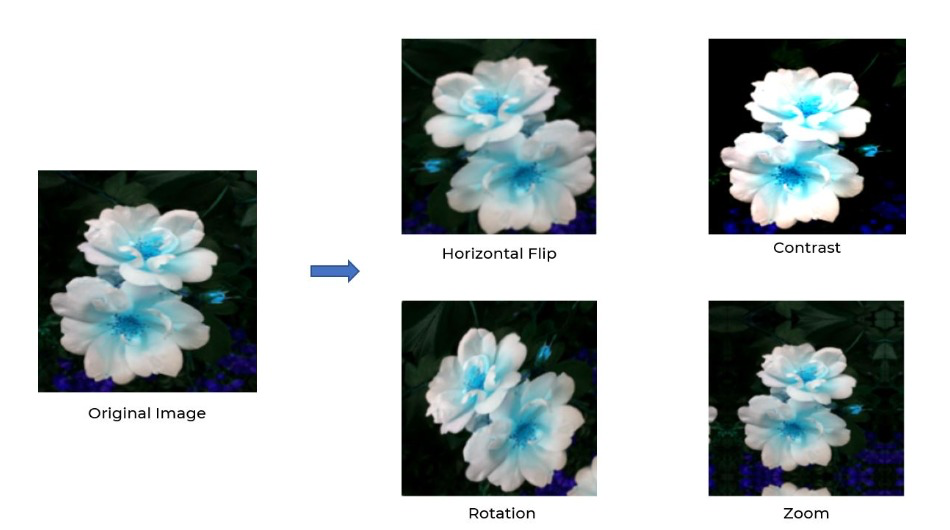 Horizontal Flip
Contrast
Original Image
Rotation
Zoom